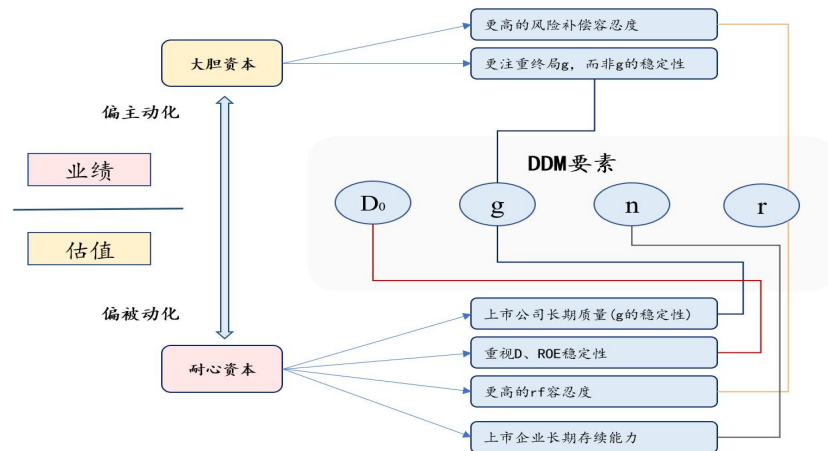 更高的风险补偿容忍度
大胆资本
更注重终局g，而非g的稳定性
偏主动化
业绩
DDM要素
D₀
g
n
r
估值
偏被动化
上市公司长期质量(g的稳定性)
重视D、ROE稳定性
耐心资本
更高的rf容忍度
上市企业长期存续能力